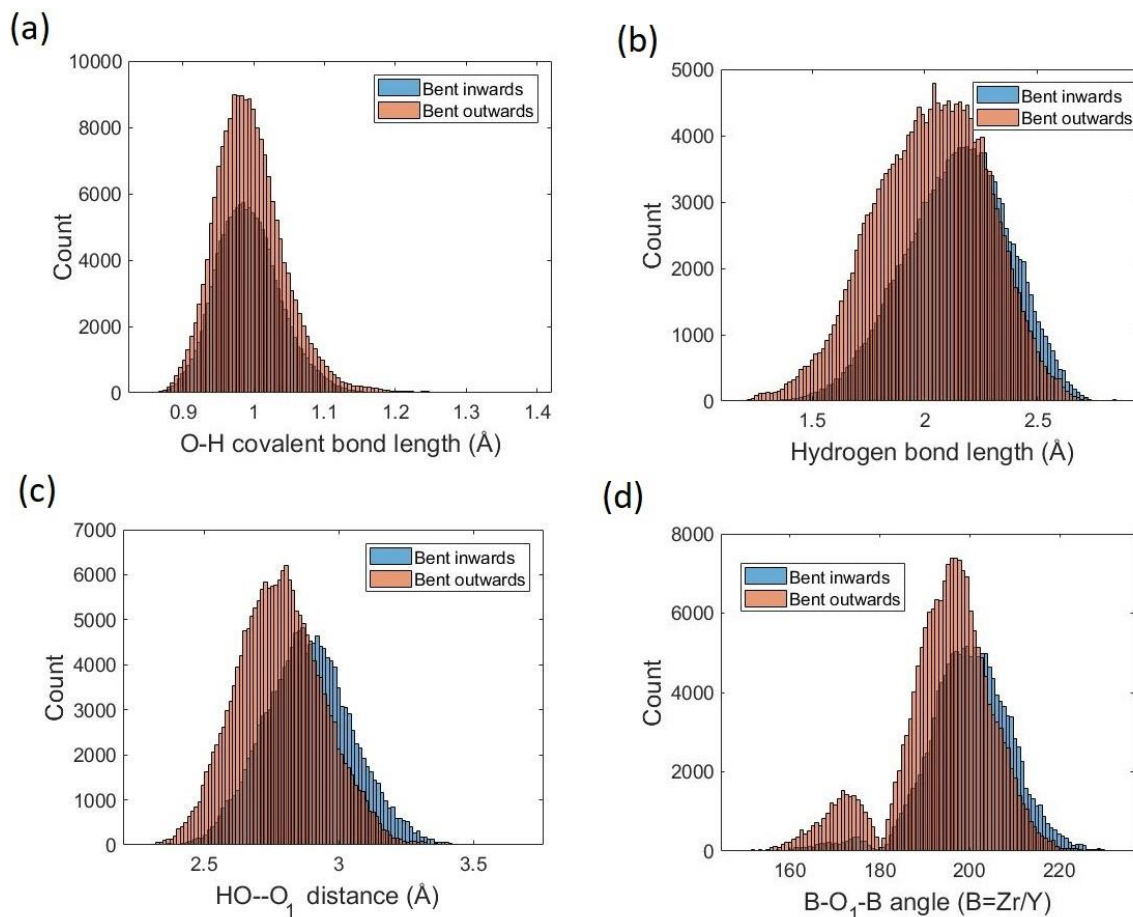 (a)
10000
8000
6000
4000
2000
0
Count
0.9 1 1.1 1.2 1.3 1.4
O-H covalent bond length (Å)
Bent inwards
Bent outwards
(b)
5000
4000
3000
2000
1000
0
Count
1.5 2 2.5
Hydrogen bond length (Å)
Bent inwards
Bent outwards
(c)
7000
6000
5000
4000
3000
2000
1000
0
Count
2.5 3 3.5
HO--O₁ distance (Å)
Bent inwards
Bent outwards
(d)
8000
6000
4000
2000
0
Count
160 180 200 220
B-O₁-B angle (B=Zr/Y)
Bent inwards
Bent outwards